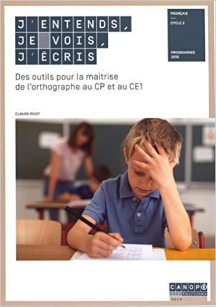 J'ENTENDS,
JE VOIS,
J'ÉCRIS
FRANÇAIS
CYCLE 2
PROGRAMMES
2016
Des outils pour la maitrise
de l'orthographe au CP et au CE1
CLAUDE PICOT
CANOPÉ